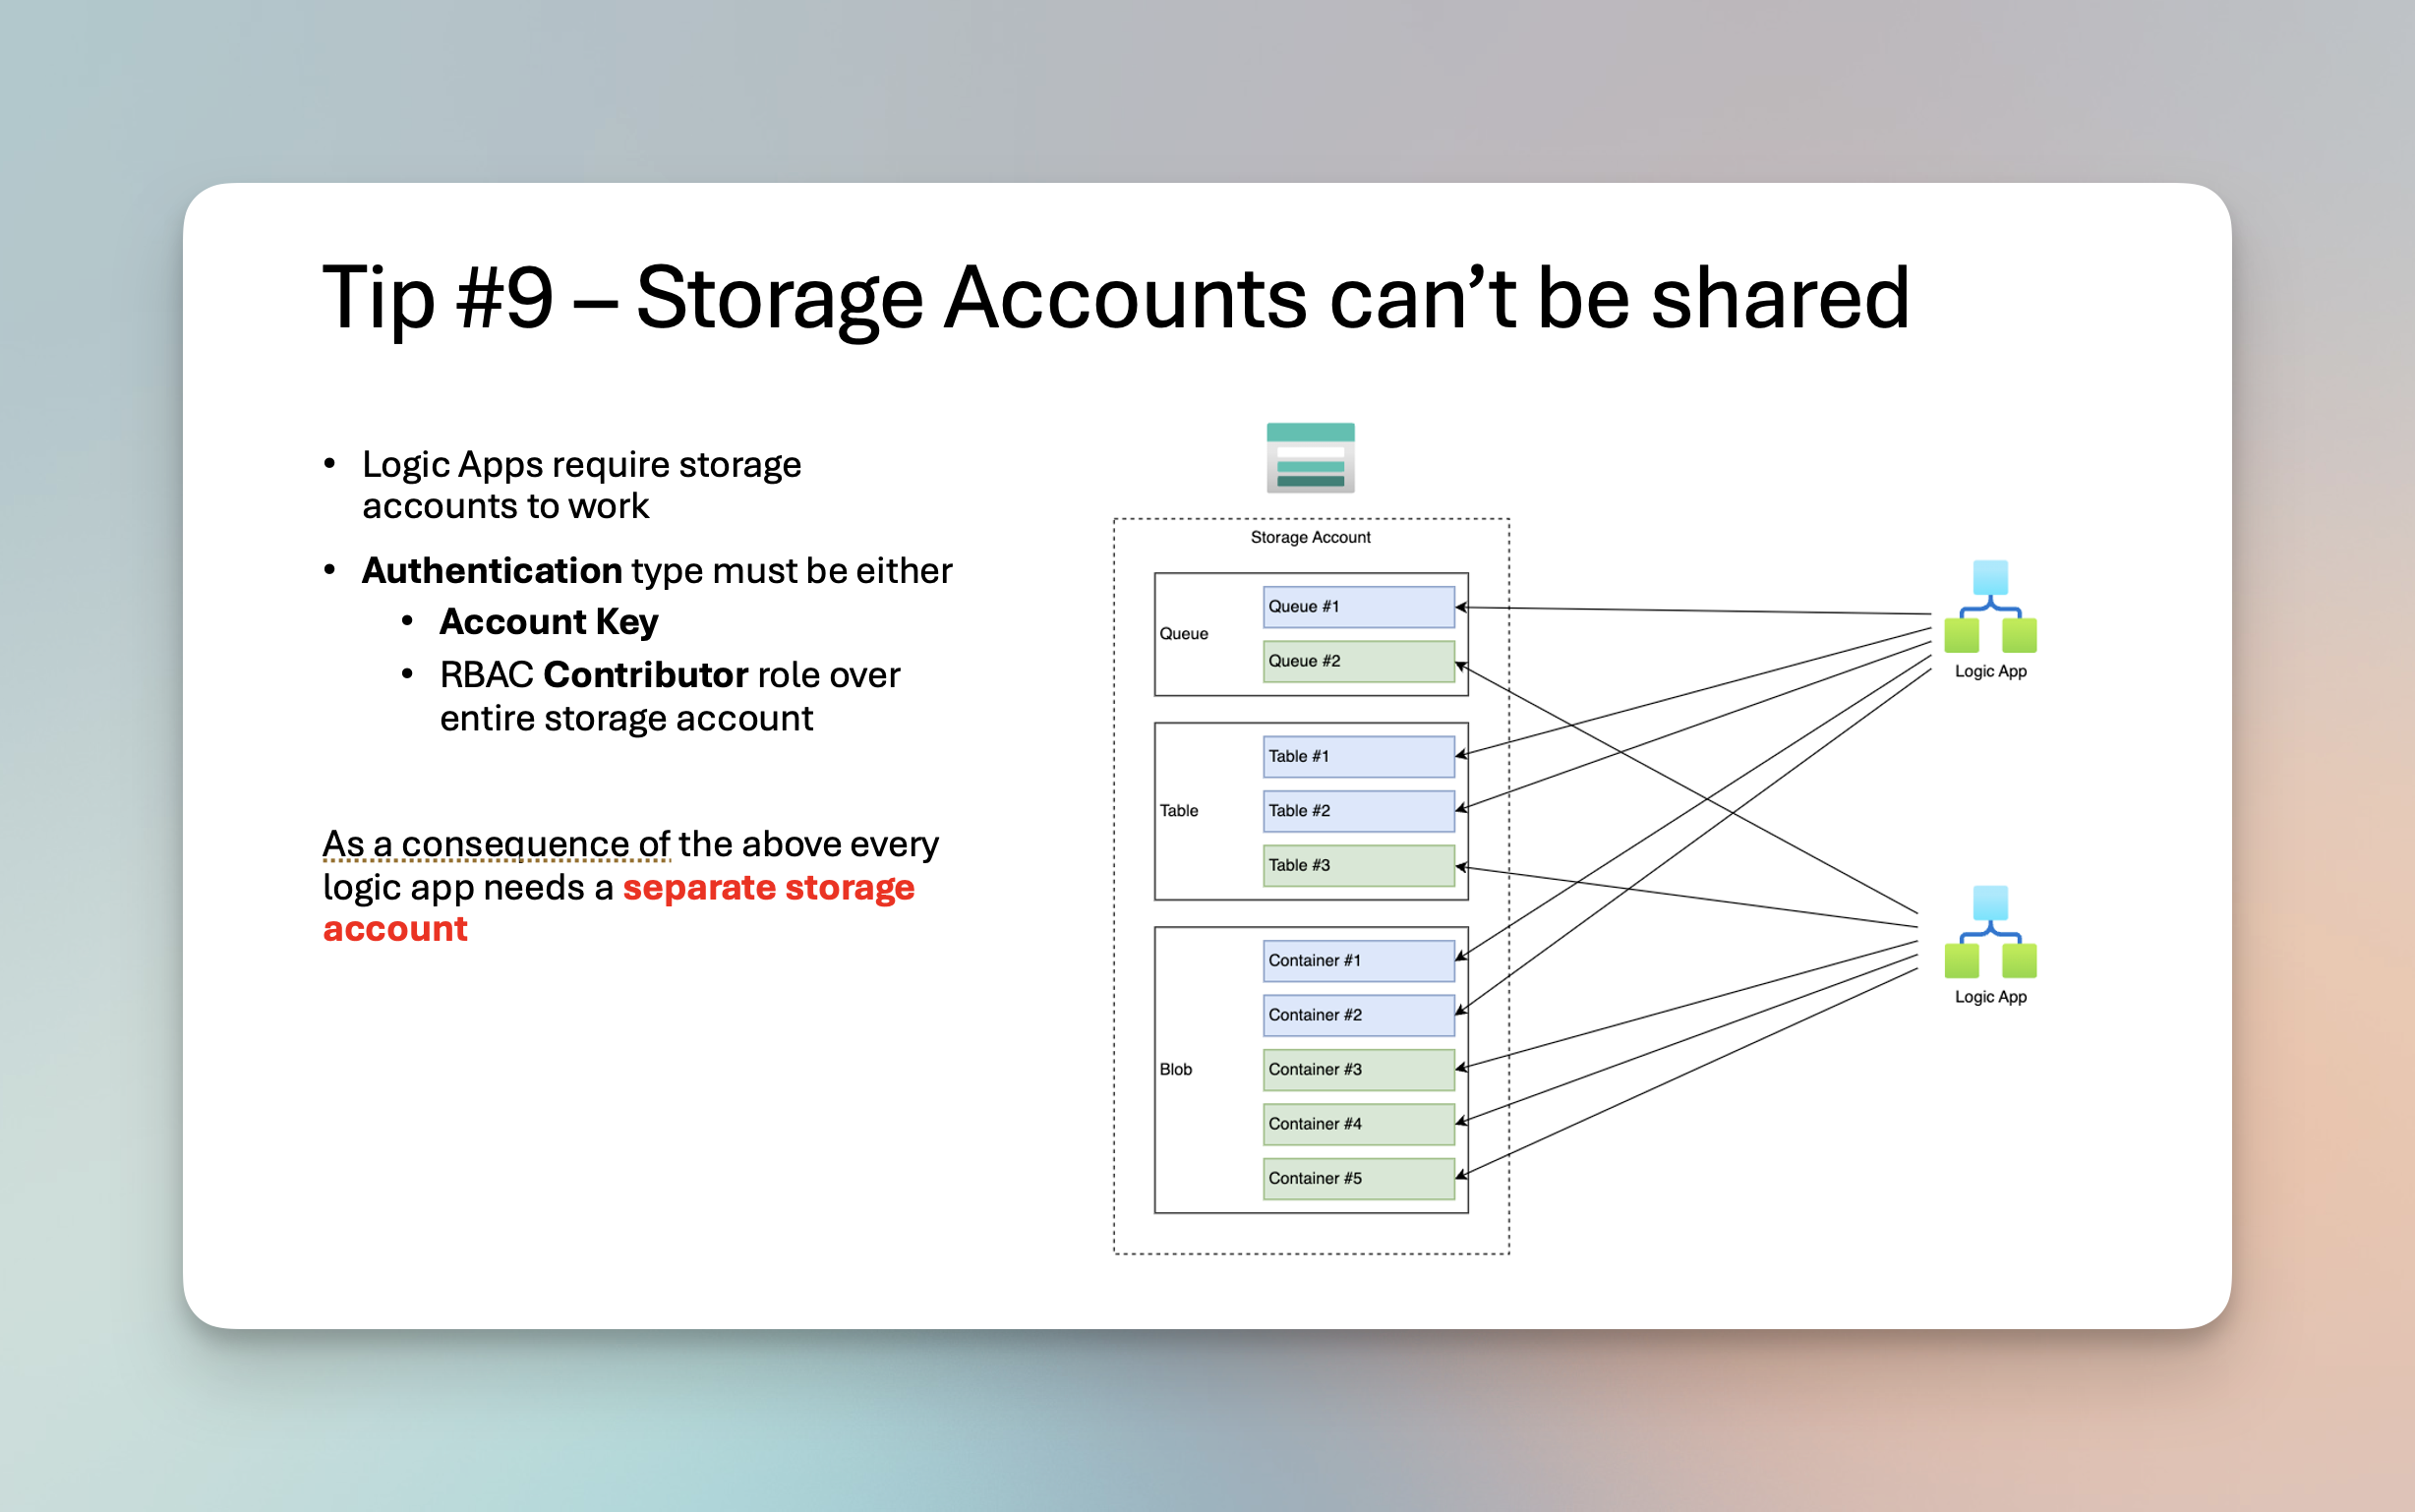 Tip #9 – Storage Accounts can’t be shared
• Logic Apps require storage
accounts to work
• Authentication type must be either
• Account Key
• RBAC Contributor role over
entire storage account
As a consequence of the above every
logic app needs a separate storage
account
Storage Account
Queue
Queue #1
Queue #2
Table
Table #1
Table #2
Table #3
Blob
Container #1
Container #2
Container #3
Container #4
Container #5
Logic App
Logic App